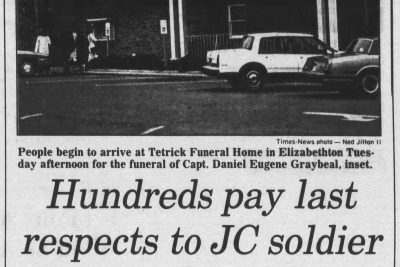 Times-News photo — Ned Jilton II
People begin to arrive at Tetrick Funeral Home in Elizabethton Tues-
day afternoon for the funeral of Capt. Daniel Eugene Graybeal, inset.
Hundreds pay last
respects to JC soldier